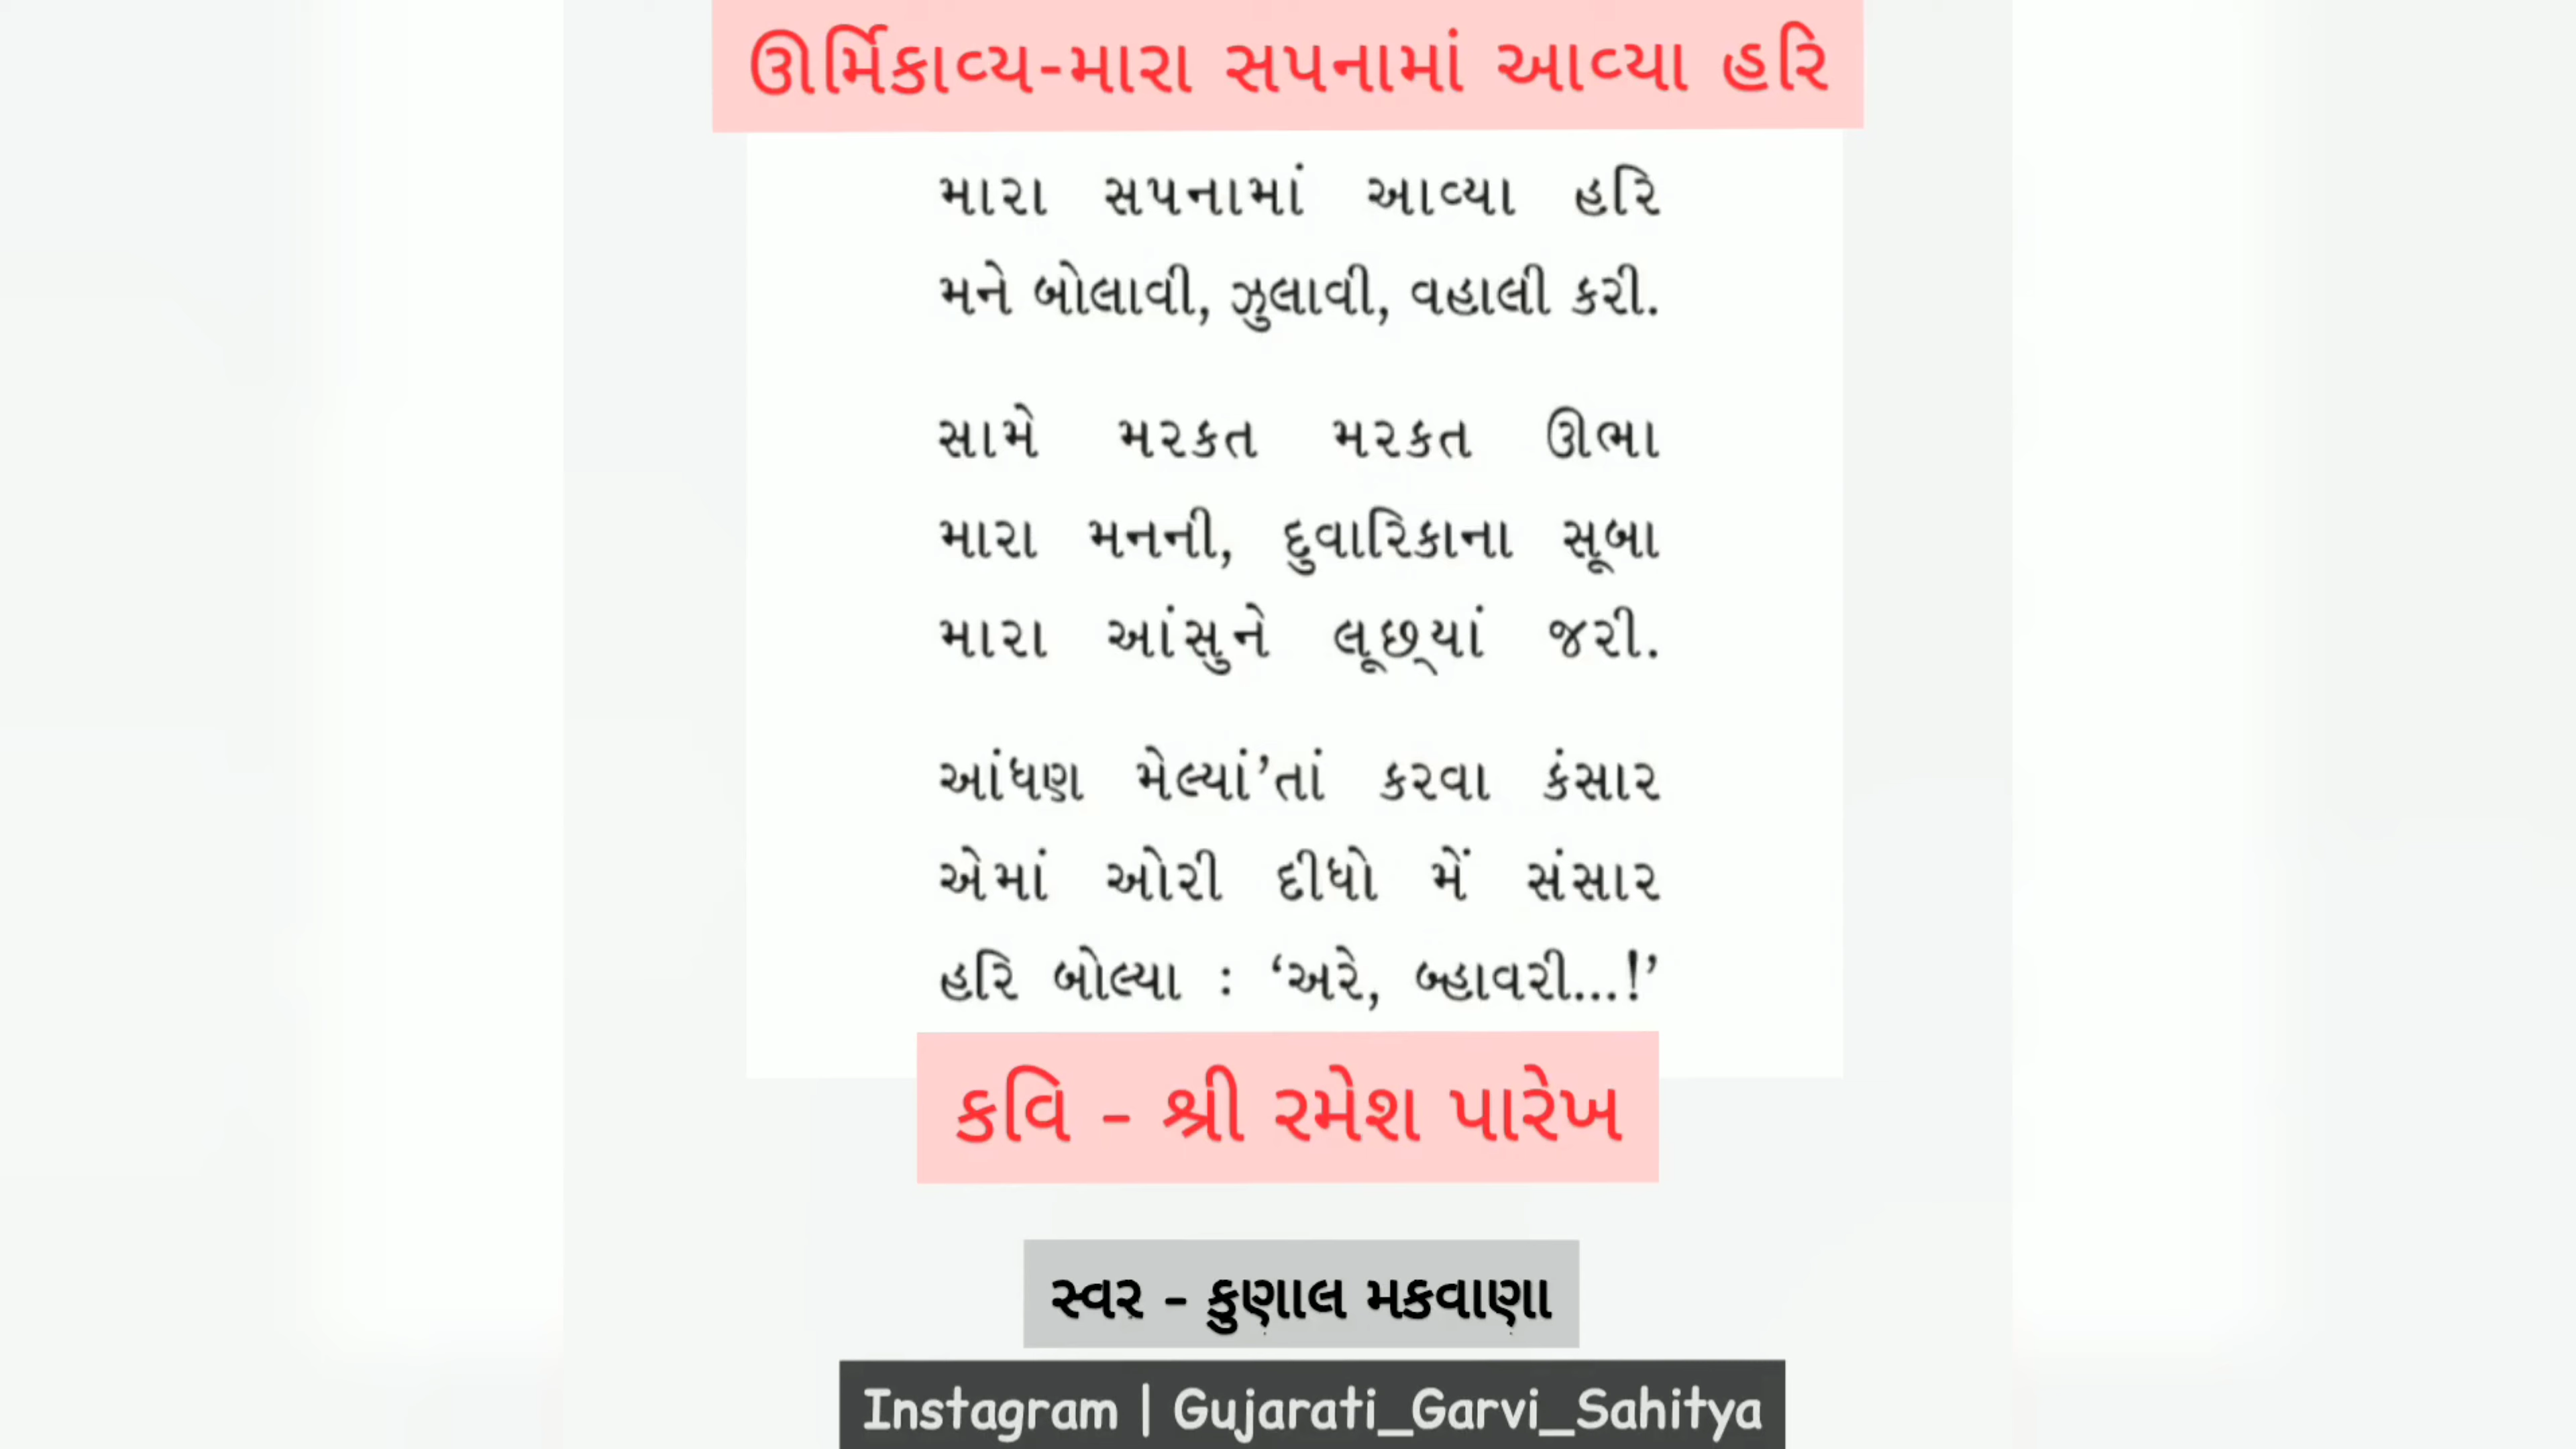 ઊર્મિકાવ્ય-મારા સપનામાં આવ્યા હરિ
મારા સપનામાં આવ્યા હરિ
મને બોલાવી, ઝુલાવી, વહાલી કરી.
સામે મરકત મરકત ઊભા
મારા મનની, દુવારિકાના સૂબા
મારા આંસુને લૂછ્યાં જરી.
આંધણ મેલ્યાં’તાં કરવા કંસાર
એમાં ઓરી દીધો મેં સંસાર
હરિ બોલ્યા : ‘અરે, બ્હાવરી...!’
કવિ - શ્રી રમેશ પારેખ
સ્વર - કુણાલ મકવાણા
Instagram | Gujarati_Garvi_Sahitya